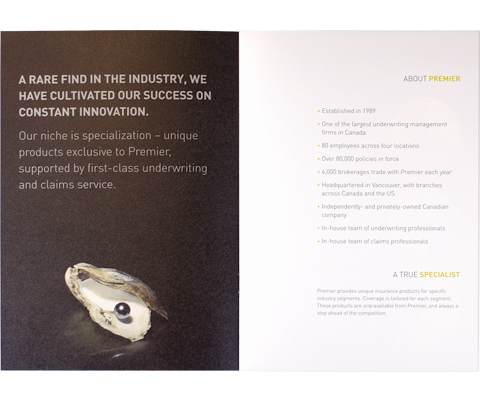 A RARE FIND IN THE INDUSTRY, WE
HAVE CULTIVATED OUR SUCCESS ON
CONSTANT INNOVATION.
Our niche is specialization – unique
products exclusive to Premier,
supported by first-class underwriting
and claims service.
ABOUT PREMIER
• Established in 1989
• One of the largest underwriting management
firms in Canada
• 80 employees across four locations
• Over 80,000 policies in force
• 4,000 brokerages trade with Premier each year
• Headquartered in Vancouver, with branches
across Canada and the US
• Independently- and privately-owned Canadian
company
• In-house team of underwriting professionals
• In-house team of claims professionals
A TRUE SPECIALIST
Premier provides unique insurance products for specific
industry segments. Coverage is tailored for each segment.
These products are only available from Premier, and always a
step ahead of the competition.